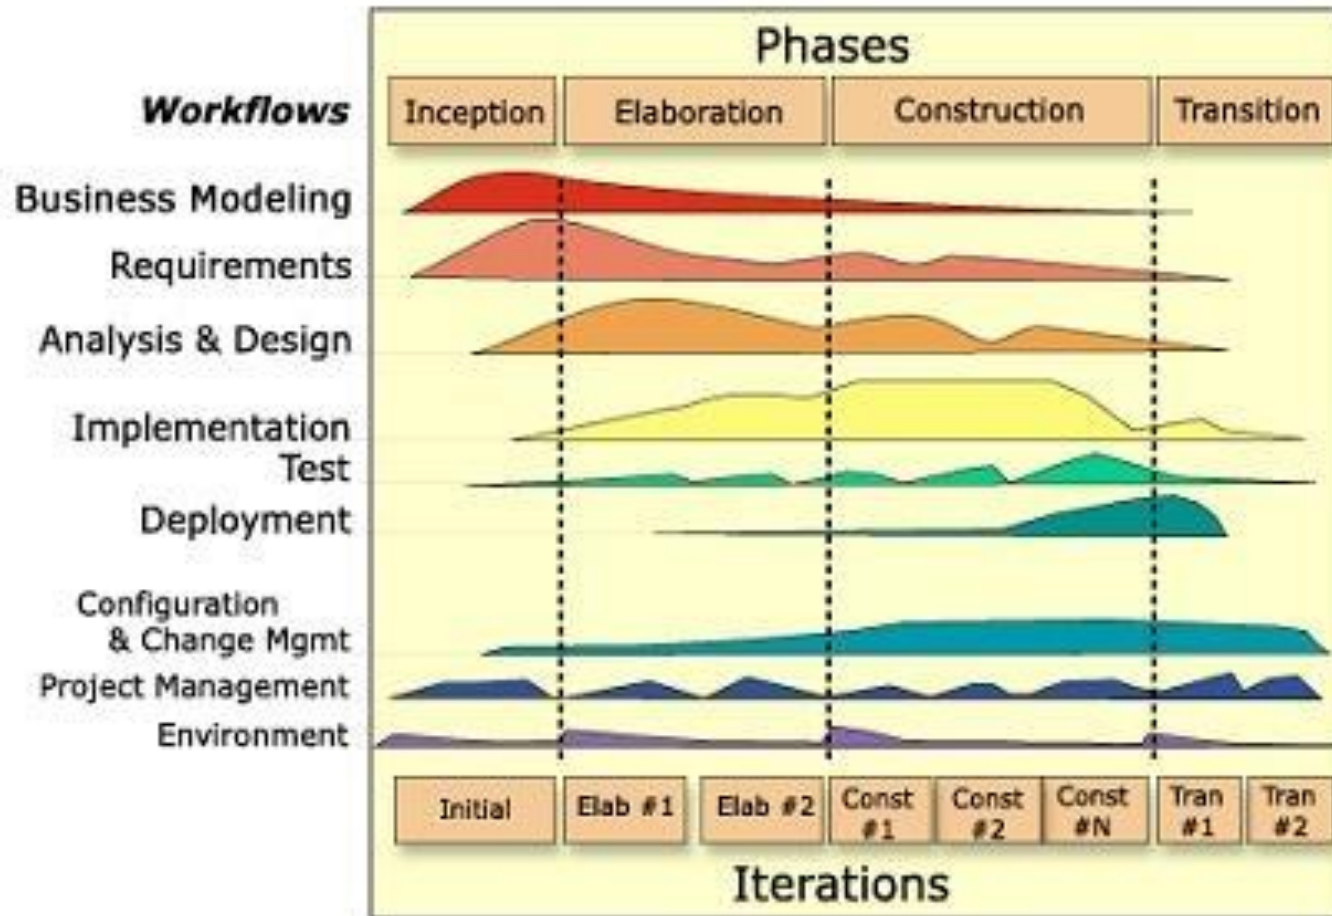 Phases
Workflows
Inception
Elaboration
Construction
Transition
Business Modeling
Requirements
Analysis & Design
Implementation
Test
Deployment
Configuration
& Change Mgmt
Project Management
Environment
Initial
Elab #1
Elab #2
Const
#1
Const
#2
Const
#N
Tran
#1
Tran
#2
Iterations